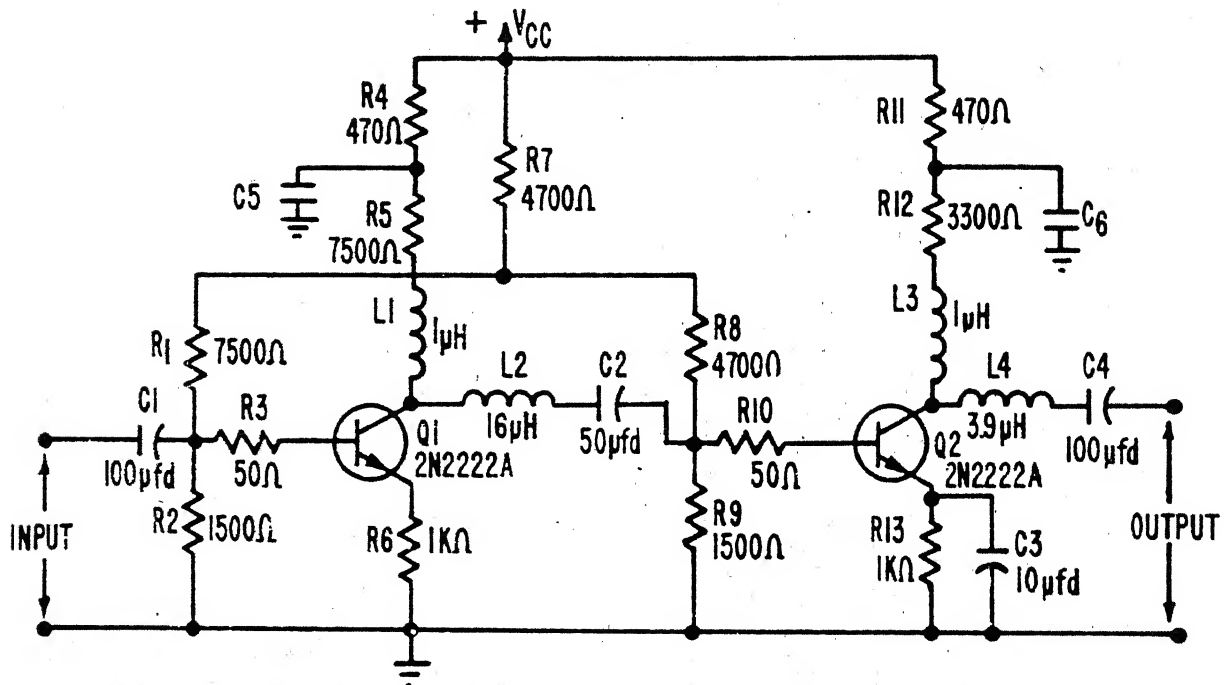 + VCC
R4
470Ω
R11
470Ω
C5
R7
4700Ω
R5
7500Ω
R12
3300Ω
C6
L1
1µH
L3
1µH
R1
7500Ω
R8
4700Ω
L2
16µH
C2
50µfd
L4
3.9µH
C4
100µfd
C1
100µfd
R3
50Ω
Q1
2N2222A
R10
50Ω
Q2
2N2222A
R2
1500Ω
R6
1KΩ
R9
1500Ω
R13
1KΩ
C3
10µfd
INPUT
OUTPUT